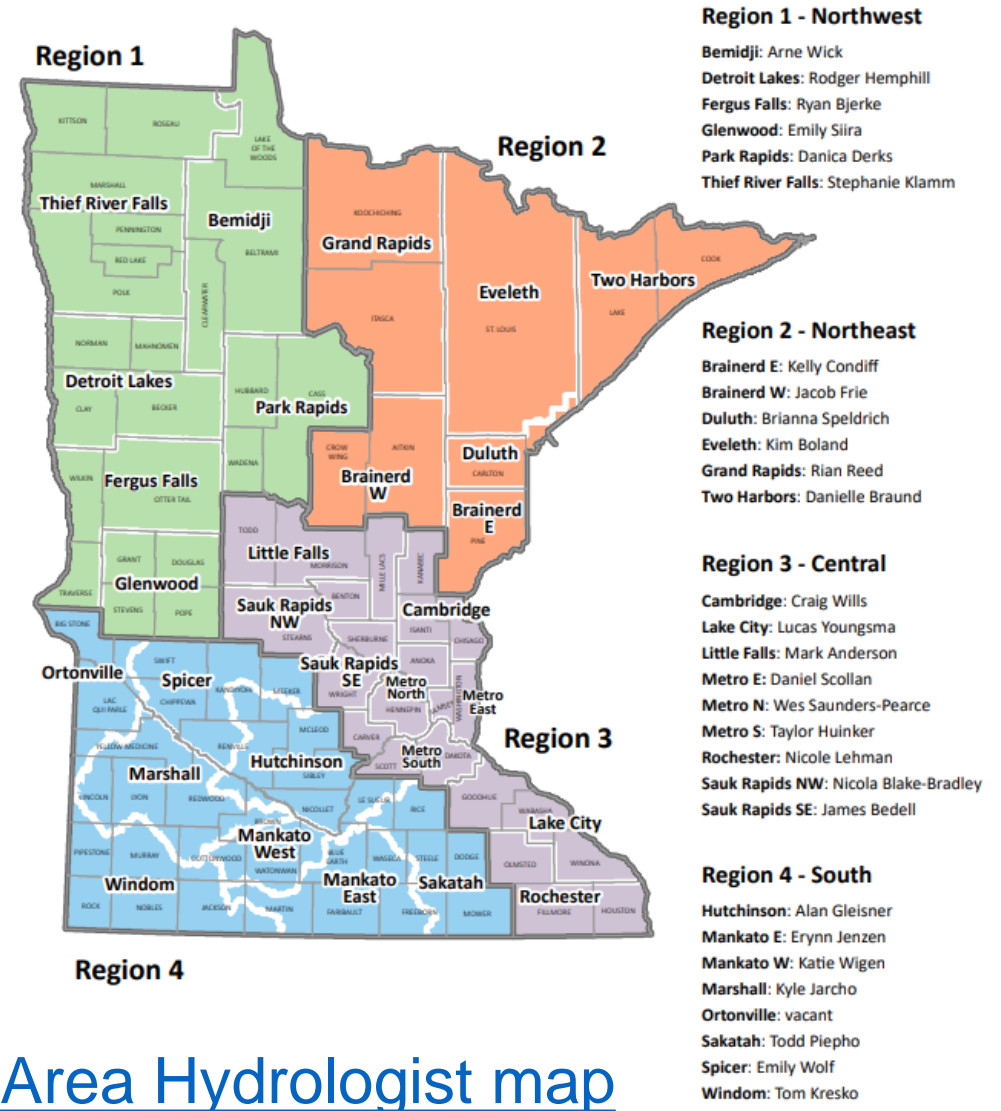 Region 1
Region 2
Region 3
Region 4
KITTSON
ROSEAU
LAKE
OF THE
WOODS
MARSHALL
Thief River Falls
PENNINGTON
RED LAKE
POLK
Bemidji
BELTRAMI
CLEARWATER
KOOCHICHING
Grand Rapids
ITASCA
Eveleth
ST. LOUIS
Two Harbors
LAKE
COOK
NORMAN
MAHNOMEN
Detroit Lakes
CLAY
BECKER
HUBBARD
CASS
Park Rapids
WADENA
CROW
WING
AITKIN
Brainerd
W
Duluth
CARLTON
Brainerd
E
PINE
WILKIN
Fergus Falls
OTTER TAIL
GRANT
DOUGLAS
Glenwood
TRAVERSE
STEVENS
POPE
TODD
Little Falls
MORRISON
MILLE LACS
KANABEC
BENTON
Sauk Rapids
NW
STEARNS
Cambridge
ISANTI
SHERBURNE
CHISAGO
ANOKA
Sauk Rapids
SE
WRIGHT
Metro
North
HENNEPIN
RAMSEY
WASHINGTON
Metro
East
CARVER
Metro
South
SCOTT
DAKOTA
BIG STONE
Ortonville
SWIFT
Spicer
CHIPPEWA
KANDIYOHI
MEEKER
LAC
QUI PARLE
MCLEOD
YELLOW MEDICINE
RENVILLE
Hutchinson
SIBLEY
Marshall
LINCOLN
LYON
REDWOOD
NICOLLET
LE SUEUR
RICE
GOODHUE
WABASHA
Lake City
BROWN
Mankato
West
PIPESTONE
MURRAY
COTTONWOOD
WATONWAN
BLUE
EARTH
WASECA
STEELE
DODGE
OLMSTED
WINONA
Windom
Mankato
East
Sakatah
Rochester
ROCK
NOBLES
JACKSON
MARTIN
FARIBAULT
FREEBORN
MOWER
FILLMORE
HOUSTON
Region 1 - Northwest
Bemidji: Arne Wick
Detroit Lakes: Rodger Hemphill
Fergus Falls: Ryan Bjerke
Glenwood: Emily Siira
Park Rapids: Danica Derks
Thief River Falls: Stephanie Klamm
Region 2 - Northeast
Brainerd E: Kelly Condiff
Brainerd W: Jacob Frie
Duluth: Brianna Speldrich
Eveleth: Kim Boland
Grand Rapids: Rian Reed
Two Harbors: Danielle Braund
Region 3 - Central
Cambridge: Craig Wills
Lake City: Lucas Youngsma
Little Falls: Mark Anderson
Metro E: Daniel Scollan
Metro N: Wes Saunders-Pearce
Metro S: Taylor Huinker
Rochester: Nicole Lehman
Sauk Rapids NW: Nicola Blake-Bradley
Sauk Rapids SE: James Bedell
Region 4 - South
Hutchinson: Alan Gleisner
Mankato E: Erynn Jenzen
Mankato W: Katie Wigen
Marshall: Kyle Jarcho
Ortonville: vacant
Sakatah: Todd Piepho
Spicer: Emily Wolf
Windom: Tom Kresko
Area Hydrologist map